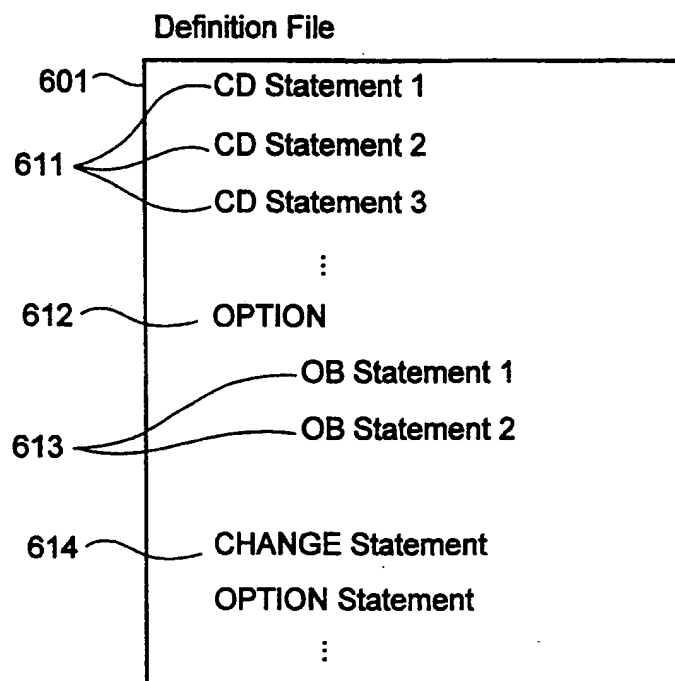 Definition File
601 CD Statement 1
CD Statement 2
611
CD Statement 3
⋮
612 OPTION
OB Statement 1
OB Statement 2
613
614 CHANGE Statement
OPTION Statement
⋮